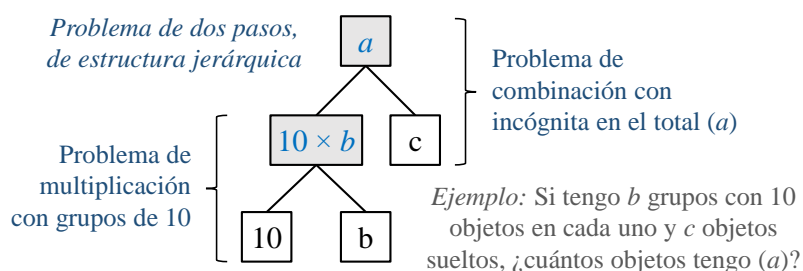 Problema de dos pasos,
de estructura jerárquica
a
Problema de
combinación con
incógnita en el total (a)
10 × b
c
Problema de
multiplicación
con grupos de 10
10
b
Ejemplo: Si tengo b grupos con 10
objetos en cada uno y c objetos
sueltos, ¿cuántos objetos tengo (a)?